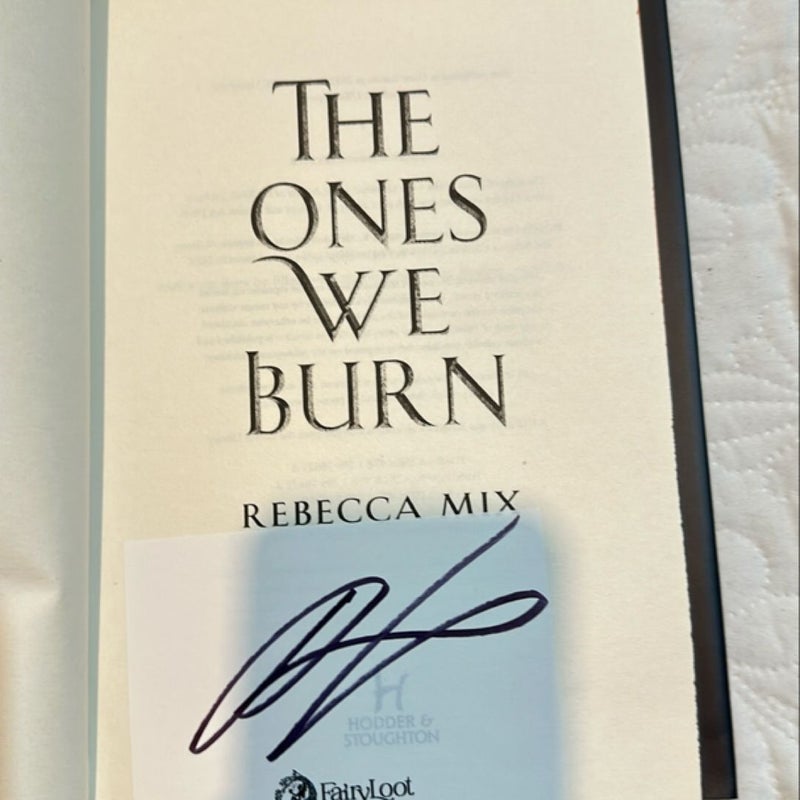 THE
ONES
WE
BURN
REBECCA MIX
H
HODDER &
STOUGHTON
FairyLoot